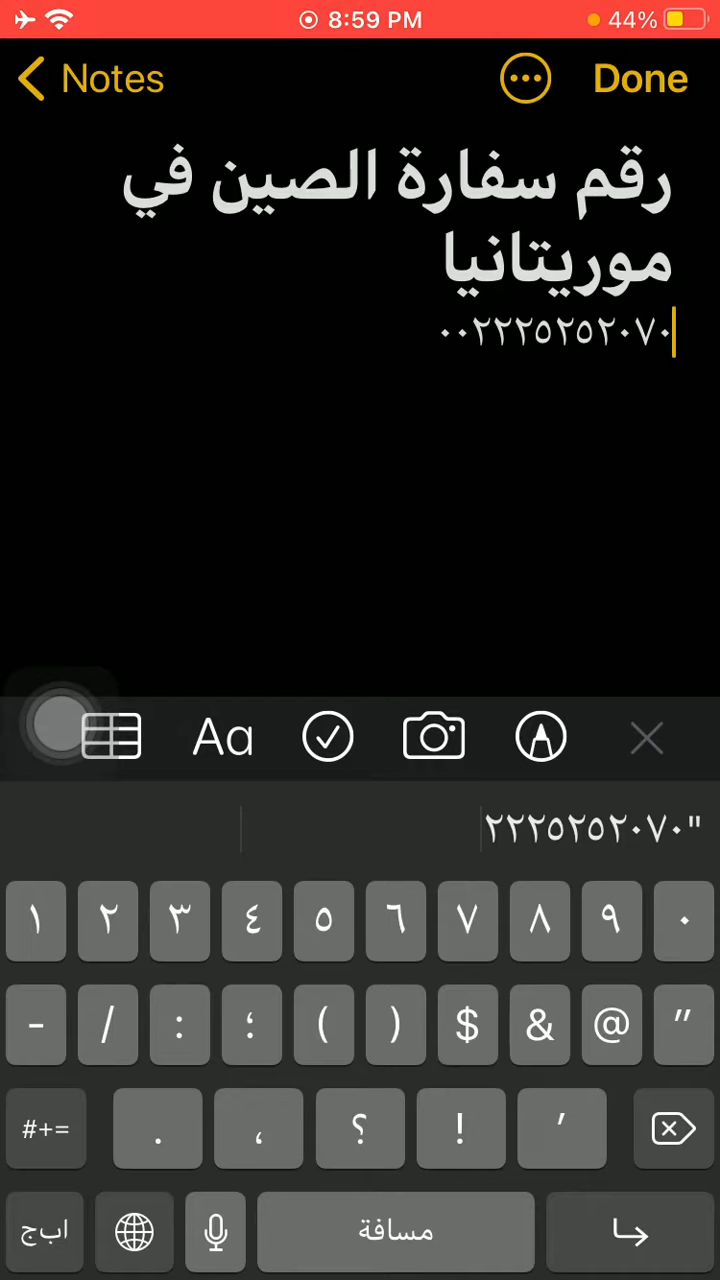 8:59 PM
44%
Notes
Done
رقم سفارة الصين في
موريتانيا
٠٠٢٢٢٥٢٥٢٠٧٠
Aa
٢٢٢٥٢٥٢٠٧٠"
١ ٢ ٣ ٤ ٥ ٦ ٧ ٨ ٩ ٠
- / : ؛ ( ) $ & @ "
#+= . ، ؟ ! '
اب‌ج مسافة